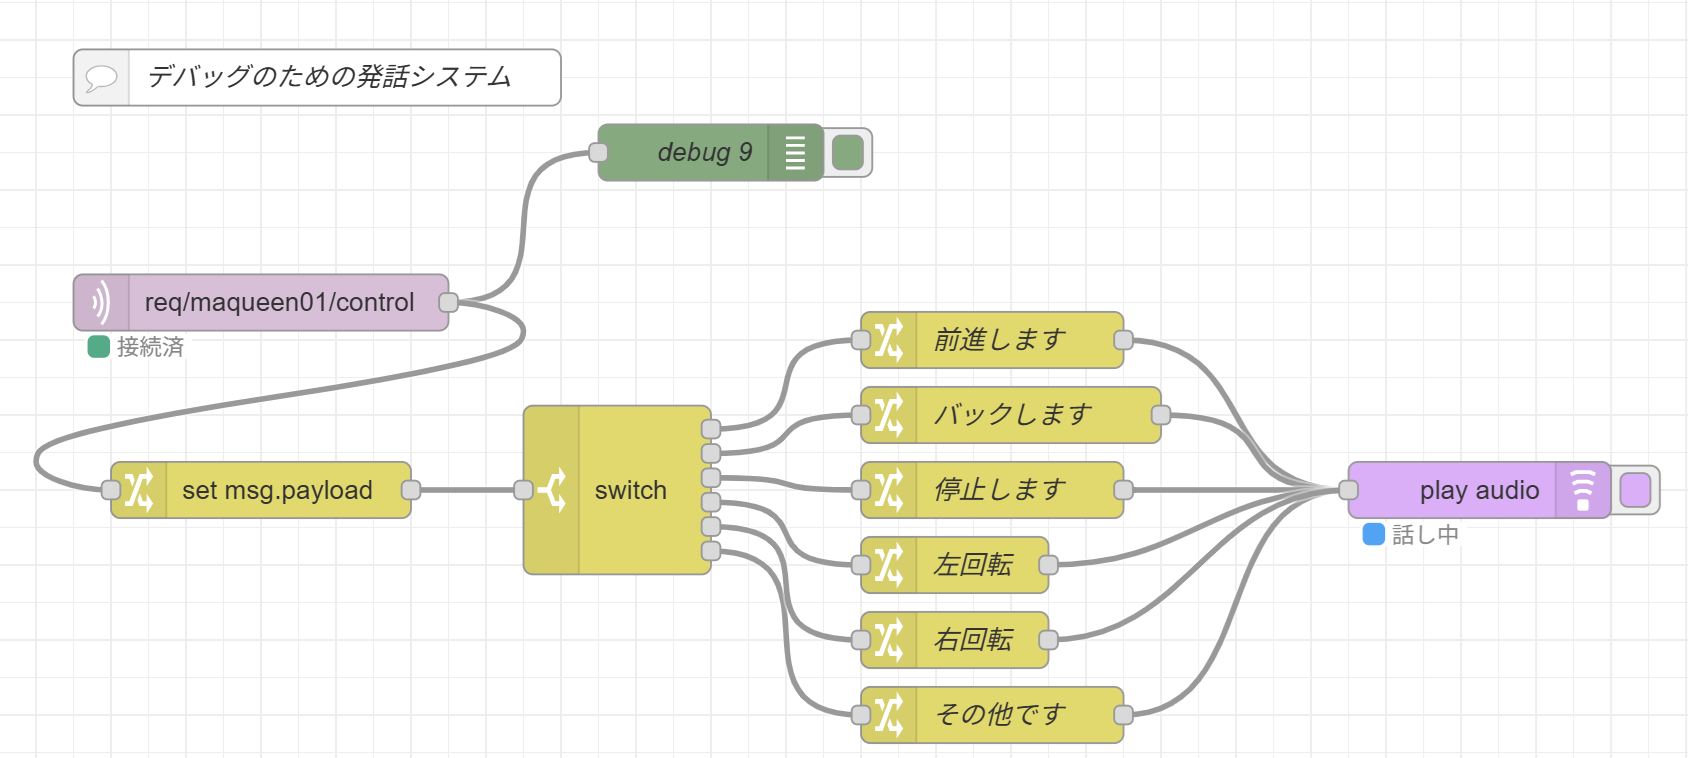 デバッグのための発話システム
debug 9
req/maqueen01/control
接続済
前進します
バックします
set msg.payload
switch
停止します
play audio
話し中
左回転
右回転
その他です